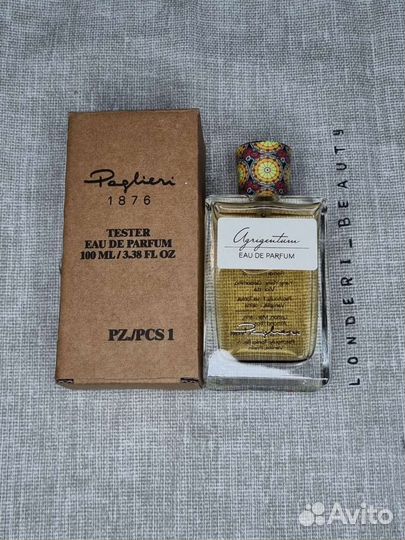 Paglieri
1876
TESTER
EAU DE PARFUM
100 ML / 3.38 FL OZ
PZ./PCS 1
Agrigentum
EAU DE PARFUM
Paglieri
LONDERI_BEAUTY
Avito